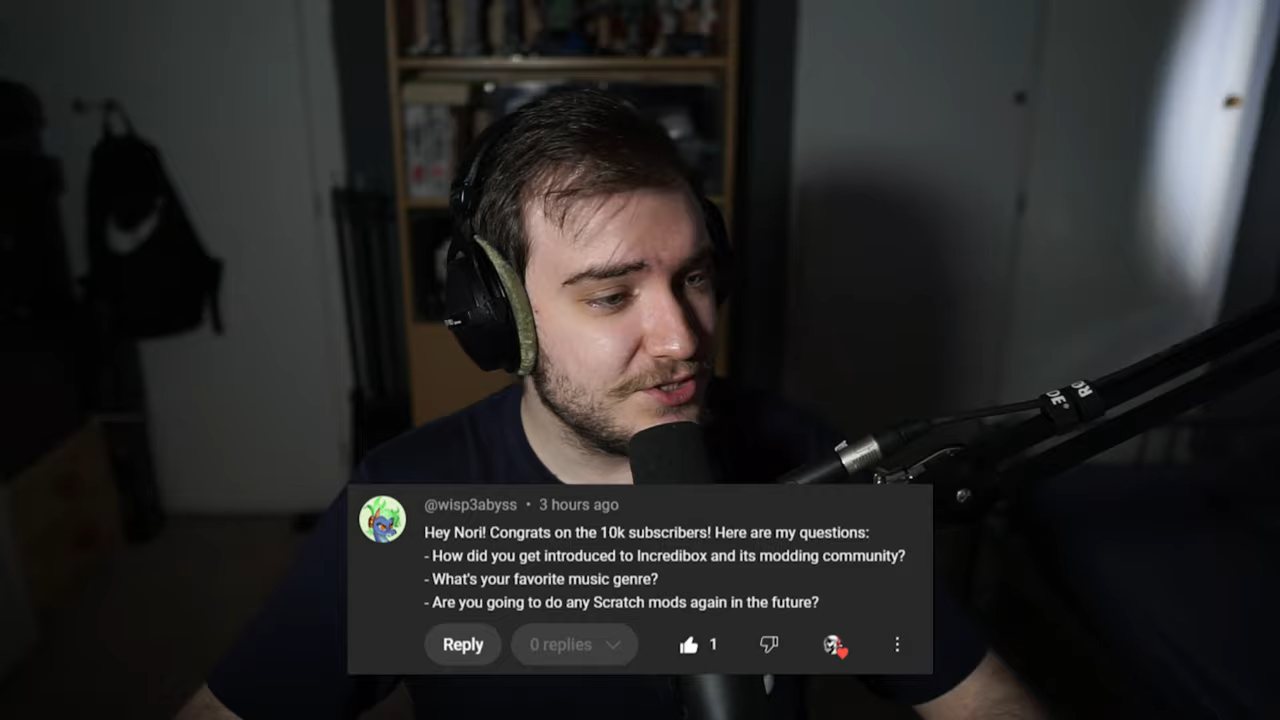 @wisp3abyss • 3 hours ago
Hey Nori! Congrats on the 10k subscribers! Here are my questions:
- How did you get introduced to Incredibox and its modding community?
- What's your favorite music genre?
- Are you going to do any Scratch mods again in the future?
Reply 0 replies 1
RODE